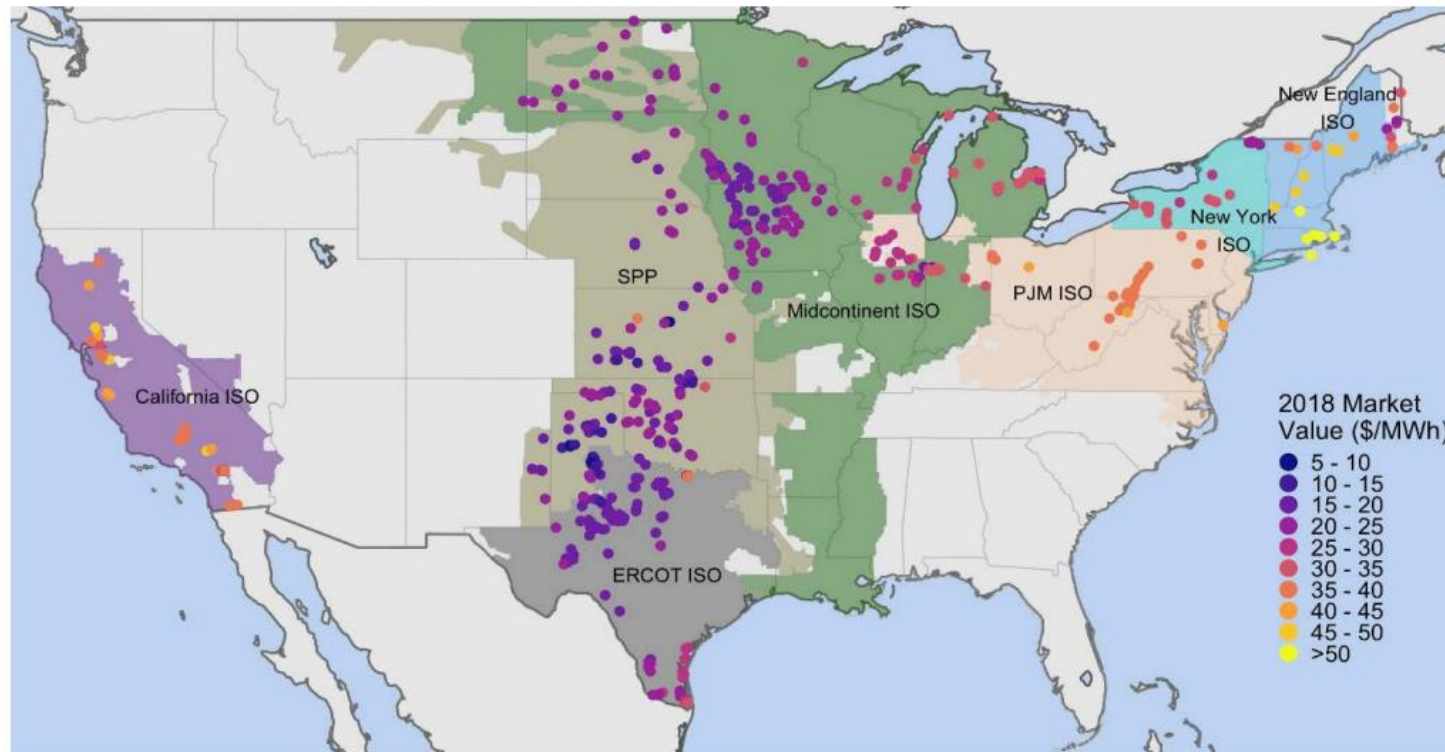 New England
ISO
New York
ISO
SPP
Midcontinent ISO
PJM ISO
California ISO
ERCOT ISO
2018 Market
Value ($/MWh)
5 - 10
10 - 15
15 - 20
20 - 25
25 - 30
30 - 35
35 - 40
40 - 45
45 - 50
>50